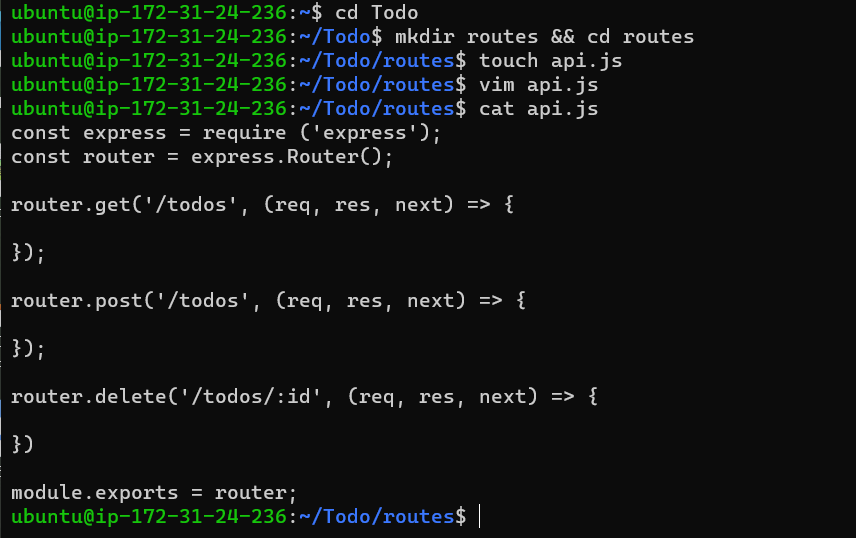 ubuntu@ip-172-31-24-236:~$ cd Todo
ubuntu@ip-172-31-24-236:~/Todo$ mkdir routes && cd routes
ubuntu@ip-172-31-24-236:~/Todo/routes$ touch api.js
ubuntu@ip-172-31-24-236:~/Todo/routes$ vim api.js
ubuntu@ip-172-31-24-236:~/Todo/routes$ cat api.js
const express = require ('express');
const router = express.Router();

router.get('/todos', (req, res, next) => {

});

router.post('/todos', (req, res, next) => {

});

router.delete('/todos/:id', (req, res, next) => {

})

module.exports = router;
ubuntu@ip-172-31-24-236:~/Todo/routes$